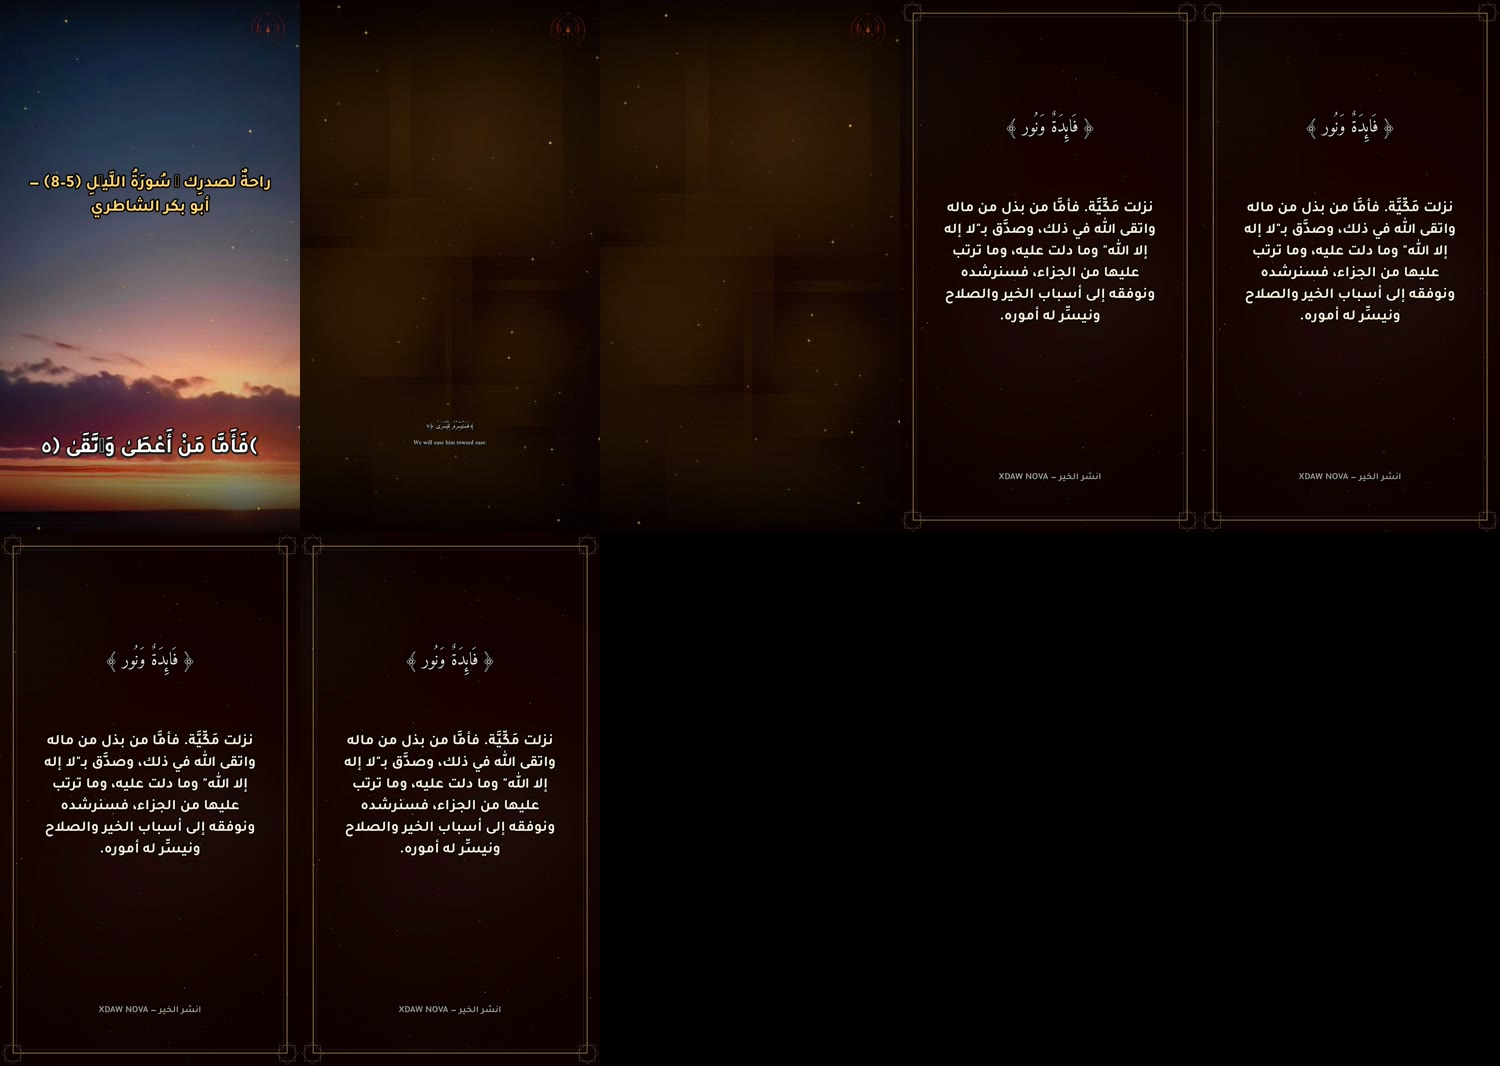 راحةٌ لصدرِك سُورَةُ اللَّيۡلِ (5-8) –
أبو بكر الشاطري
)فَأَمَّا مَنْ أَعْطَىٰ وَٱتَّقَىٰ (٥
We will ease him toward ease.
﴿ فَائِدَةٌ وَنُور ﴾
نزلت مَكِّيَّة. فأمَّا من بذل من ماله
واتقى الله في ذلك، وصدَّق بـ"لا إله
إلا الله" وما دلت عليه، وما ترتب
عليها من الجزاء، فسنرشده
ونوفقه إلى أسباب الخير والصلاح
ونيسِّر له أموره.
انشر الخير – XDAW NOVA
﴿ فَائِدَةٌ وَنُور ﴾
نزلت مَكِّيَّة. فأمَّا من بذل من ماله
واتقى الله في ذلك، وصدَّق بـ"لا إله
إلا الله" وما دلت عليه، وما ترتب
عليها من الجزاء، فسنرشده
ونوفقه إلى أسباب الخير والصلاح
ونيسِّر له أموره.
انشر الخير – XDAW NOVA
﴿ فَائِدَةٌ وَنُور ﴾
نزلت مَكِّيَّة. فأمَّا من بذل من ماله
واتقى الله في ذلك، وصدَّق بـ"لا إله
إلا الله" وما دلت عليه، وما ترتب
عليها من الجزاء، فسنرشده
ونوفقه إلى أسباب الخير والصلاح
ونيسِّر له أموره.
انشر الخير – XDAW NOVA
﴿ فَائِدَةٌ وَنُور ﴾
نزلت مَكِّيَّة. فأمَّا من بذل من ماله
واتقى الله في ذلك، وصدَّق بـ"لا إله
إلا الله" وما دلت عليه، وما ترتب
عليها من الجزاء، فسنرشده
ونوفقه إلى أسباب الخير والصلاح
ونيسِّر له أموره.
انشر الخير – XDAW NOVA